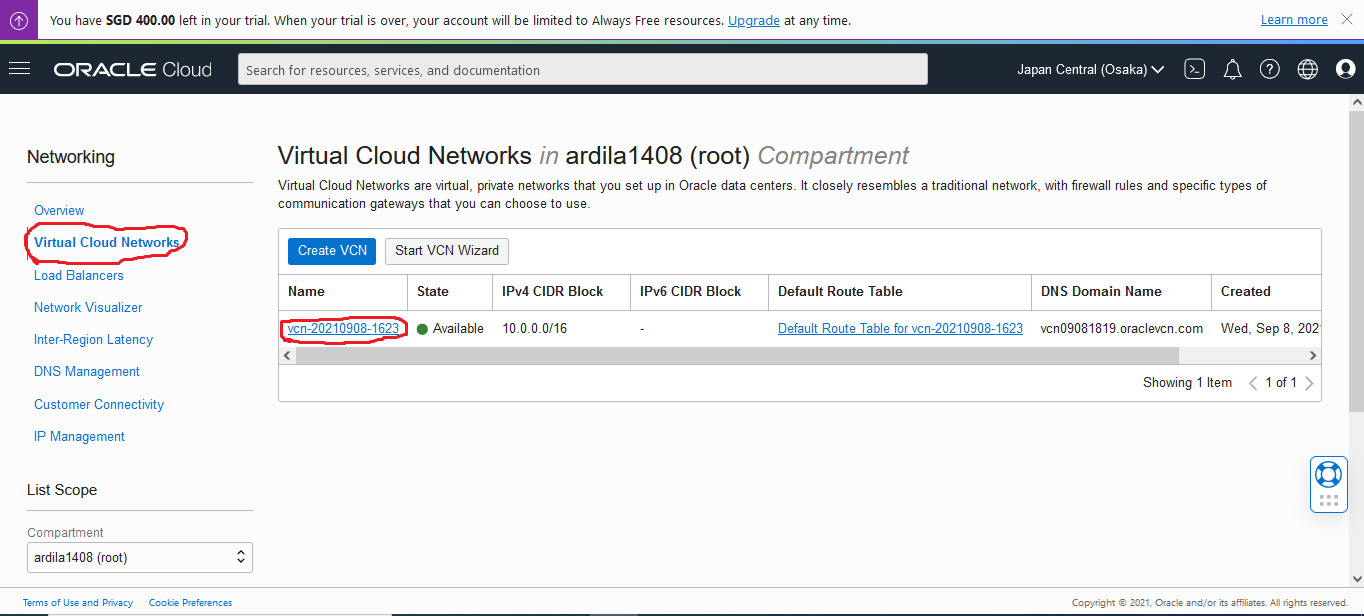 You have SGD 400.00 left in your trial. When your trial is over, your account will be limited to Always Free resources. Upgrade at any time.
Learn more
ORACLE Cloud
Search for resources, services, and documentation
Japan Central (Osaka)
Networking
Overview
Virtual Cloud Networks
Load Balancers
Network Visualizer
Inter-Region Latency
DNS Management
Customer Connectivity
IP Management
List Scope
Compartment
ardila1408 (root)
Virtual Cloud Networks in ardila1408 (root) Compartment
Virtual Cloud Networks are virtual, private networks that you set up in Oracle data centers. It closely resembles a traditional network, with firewall rules and specific types of
communication gateways that you can choose to use.
Create VCN Start VCN Wizard
Name State IPv4 CIDR Block IPv6 CIDR Block Default Route Table DNS Domain Name Created
vcn-20210908-1623 Available 10.0.0.0/16 - Default Route Table for vcn-20210908-1623 vcn09081819.oraclevcn.com Wed, Sep 8, 202
Showing 1 Item 1 of 1
Terms of Use and Privacy Cookie Preferences
Copyright © 2021, Oracle and/or its affiliates. All rights reserved.